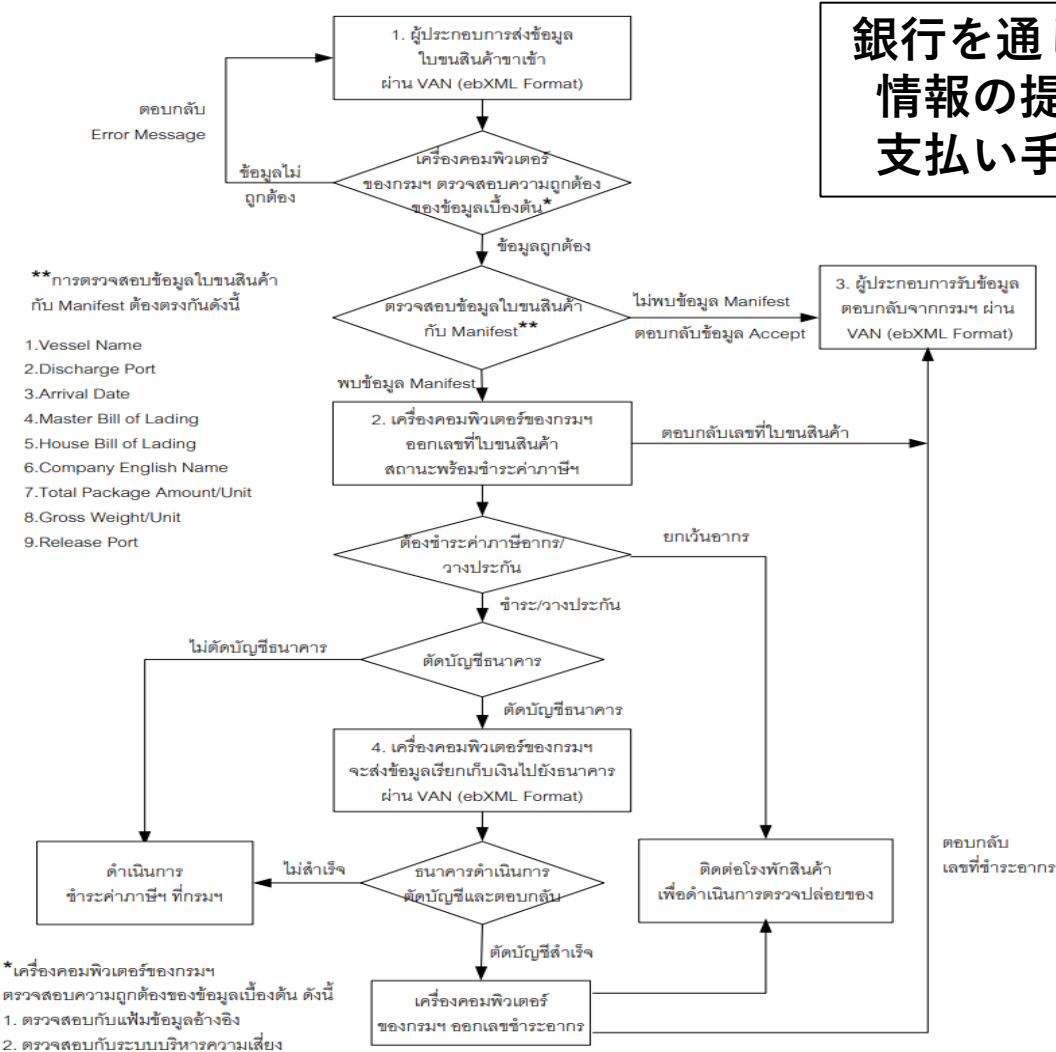 銀行を通じ
情報の提
支払い手
1. ผู้ประกอบการส่งข้อมูล
ใบขนสินค้าขาเข้า
ผ่าน VAN (ebXML Format)
ตอบกลับ
Error Message
ข้อมูลไม่
ถูกต้อง
เครื่องคอมพิวเตอร์
ของกรมฯ ตรวจสอบความถูกต้อง
ของข้อมูลเบื้องต้น*
ข้อมูลถูกต้อง
**การตรวจสอบข้อมูลใบขนสินค้า
กับ Manifest ต้องตรงกันดังนี้
1.Vessel Name
2.Discharge Port
3.Arrival Date
4.Master Bill of Lading
5.House Bill of Lading
6.Company English Name
7.Total Package Amount/Unit
8.Gross Weight/Unit
9.Release Port
ตรวจสอบข้อมูลใบขนสินค้า
กับ Manifest**
ไม่พบข้อมูล Manifest
ตอบกลับข้อมูล Accept
3. ผู้ประกอบการรับข้อมูล
ตอบกลับจากกรมฯ ผ่าน
VAN (ebXML Format)
พบข้อมูล Manifest
2. เครื่องคอมพิวเตอร์ของกรมฯ
ออกเลขที่ใบขนสินค้า
สถานะพร้อมชำระค่าภาษีฯ
ตอบกลับเลขที่ใบขนสินค้า
ต้องชำระค่าภาษีอากร/
วางประกัน
ยกเว้นอากร
ชำระ/วางประกัน
ไม่ตัดบัญชีธนาคาร
ตัดบัญชีธนาคาร
ตัดบัญชีธนาคาร
4. เครื่องคอมพิวเตอร์ของกรมฯ
จะส่งข้อมูลเรียกเก็บเงินไปยังธนาคาร
ผ่าน VAN (ebXML Format)
ดำเนินการ
ชำระค่าภาษีฯ ที่กรมฯ
ไม่สำเร็จ
ธนาคารดำเนินการ
ตัดบัญชีและตอบกลับ
ติดต่อโรงพักสินค้า
เพื่อดำเนินการตรวจปล่อยของ
ตอบกลับ
เลขที่ชำระอากร
ตัดบัญชีสำเร็จ
เครื่องคอมพิวเตอร์
ของกรมฯ ออกเลขชำระอากร
*เครื่องคอมพิวเตอร์ของกรมฯ
ตรวจสอบความถูกต้องของข้อมูลเบื้องต้น ดังนี้
1. ตรวจสอบกับแฟ้มข้อมูลอ้างอิง
2. ตรวจสอบกับระบบบริหารความเสี่ยง